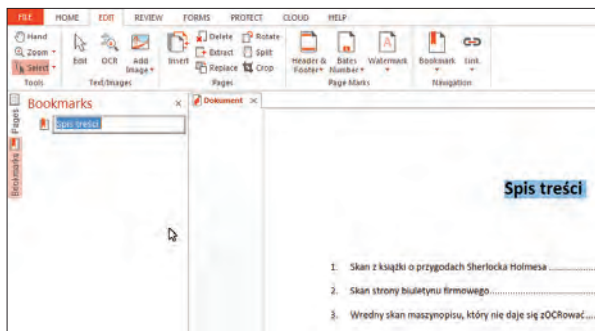 FILE HOME EDIT REVIEW FORMS PROTECT CLOUD HELP
Hand
Zoom
Select
Tools
Edit OCR Add Image
Text/Images
Insert
Delete Rotate
Extract Split
Replace Crop
Pages
Header & Footer Bates Number Watermark
Page Marks
Bookmark Link
Navigation
Pages
Bookmarks
Bookmarks ×
Spis treści
Dokument ×
Spis treści
1. Skan z książki o przygodach Sherlocka Holmesa
2. Skan strony biuletynu firmowego
3. Wredny skan maszynopisu, który nie daje się zOCRować